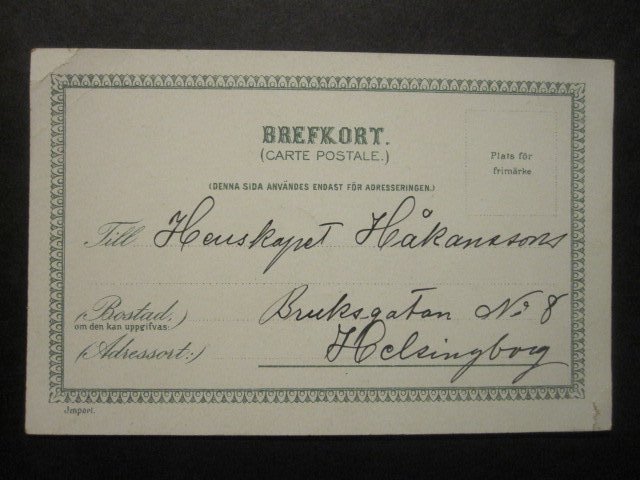 BREFKORT.
(CARTE POSTALE.)
Plats för
frimärke
(DENNA SIDA ANVÄNDES ENDAST FÖR ADRESSERINGEN.)
Till Herskapet Håkanssons
(Bostad.) Bruksgatan No 8
om den kan uppgifvas.
(Adressort:) Helsingborg
Import.